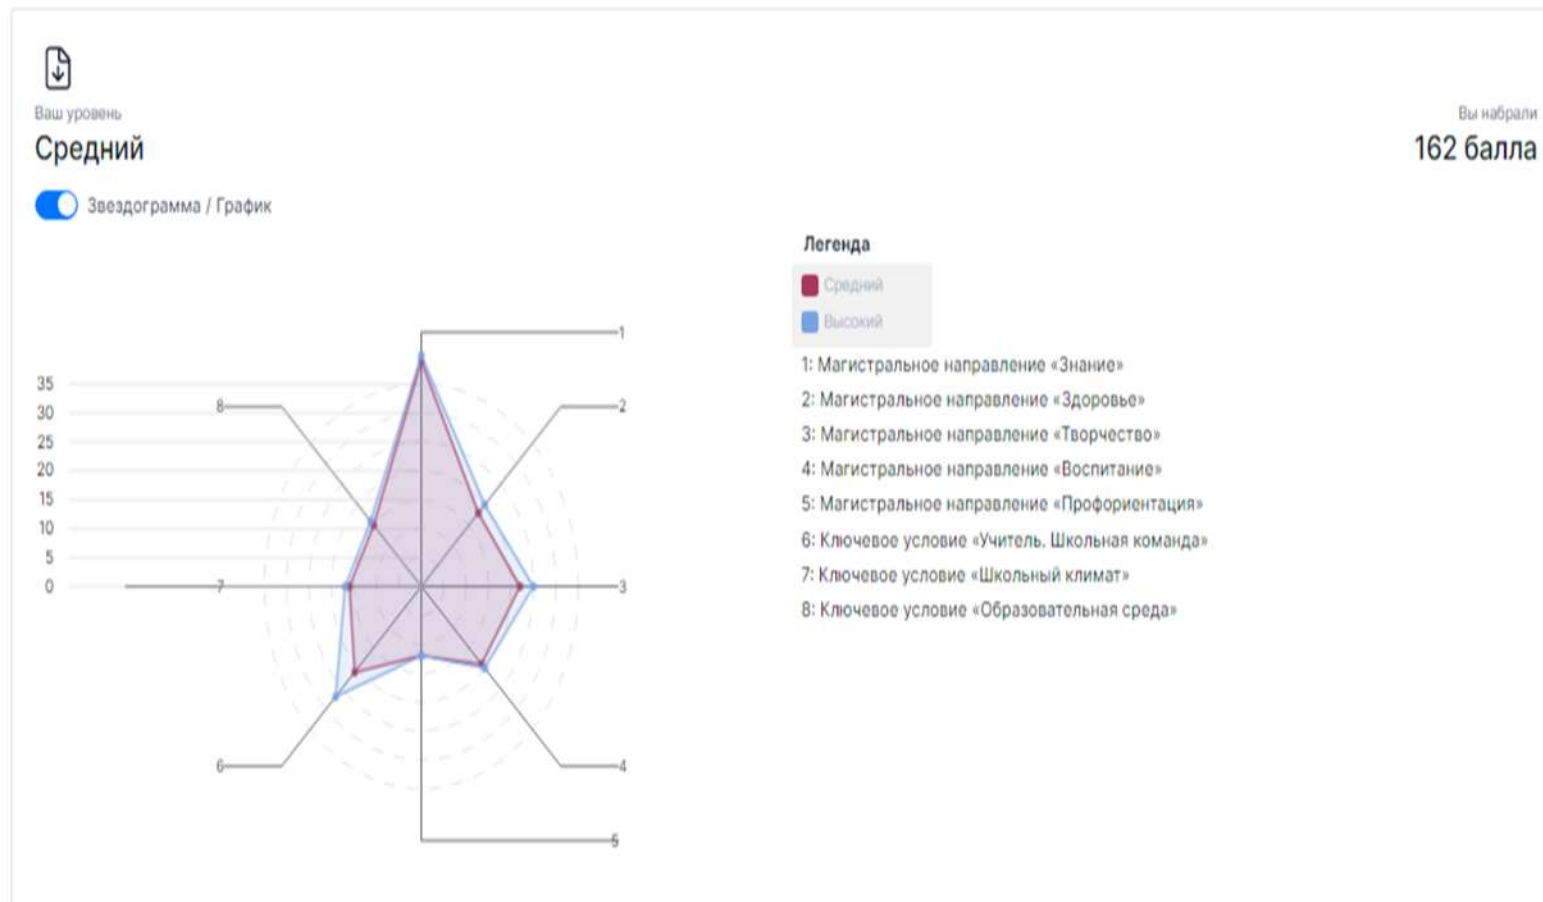 Ваш уровень
Средний
Вы набрали
162 балла
Звездограмма / График
Легенда
Средний
Высокий
1: Магистральное направление «Знание»
2: Магистральное направление «Здоровье»
3: Магистральное направление «Творчество»
4: Магистральное направление «Воспитание»
5: Магистральное направление «Профориентация»
6: Ключевое условие «Учитель. Школьная команда»
7: Ключевое условие «Школьный климат»
8: Ключевое условие «Образовательная среда»
35
30
25
20
15
10
5
0
1
2
3
4
5
6
7
8